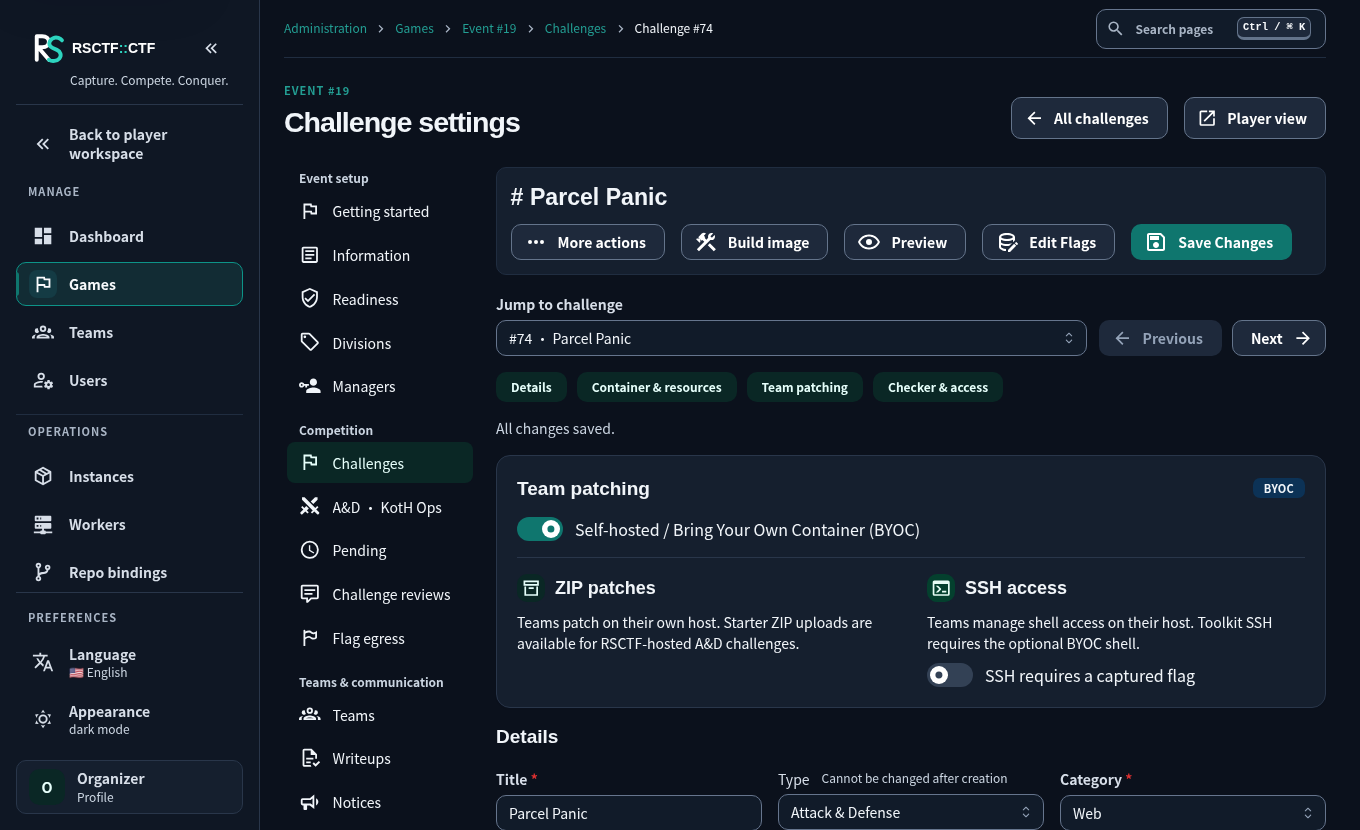 RSCTF::CTF
Capture. Compete. Conquer.
Back to player
workspace
MANAGE
Dashboard
Games
Teams
Users
OPERATIONS
Instances
Workers
Repo bindings
PREFERENCES
Language
🇺🇸 English
Appearance
dark mode
O
Organizer
Profile
Administration > Games > Event #19 > Challenges > Challenge #74
Search pages
Ctrl / ⌘ K
EVENT #19
Challenge settings
All challenges
Player view
Event setup
Getting started
Information
Readiness
Divisions
Managers
Competition
Challenges
A&D • KotH Ops
Pending
Challenge reviews
Flag egress
Teams & communication
Teams
Writeups
Notices
# Parcel Panic
More actions
Build image
Preview
Edit Flags
Save Changes
Jump to challenge
#74 • Parcel Panic
Previous
Next
Details
Container & resources
Team patching
Checker & access
All changes saved.
Team patching
BYOC
Self-hosted / Bring Your Own Container (BYOC)
ZIP patches
Teams patch on their own host. Starter ZIP uploads are
available for RSCTF-hosted A&D challenges.
SSH access
Teams manage shell access on their host. Toolkit SSH
requires the optional BYOC shell.
SSH requires a captured flag
Details
Title *
Parcel Panic
Type Cannot be changed after creation
Attack & Defense
Category *
Web